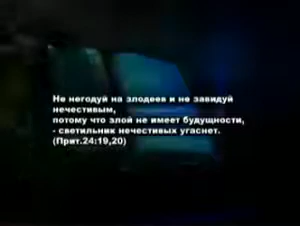 Не негодуй на злодеев и не завидуй
нечестивым,
потому что злой не имеет будущности,
- светильник нечестивых угаснет.
(Прит.24:19,20)